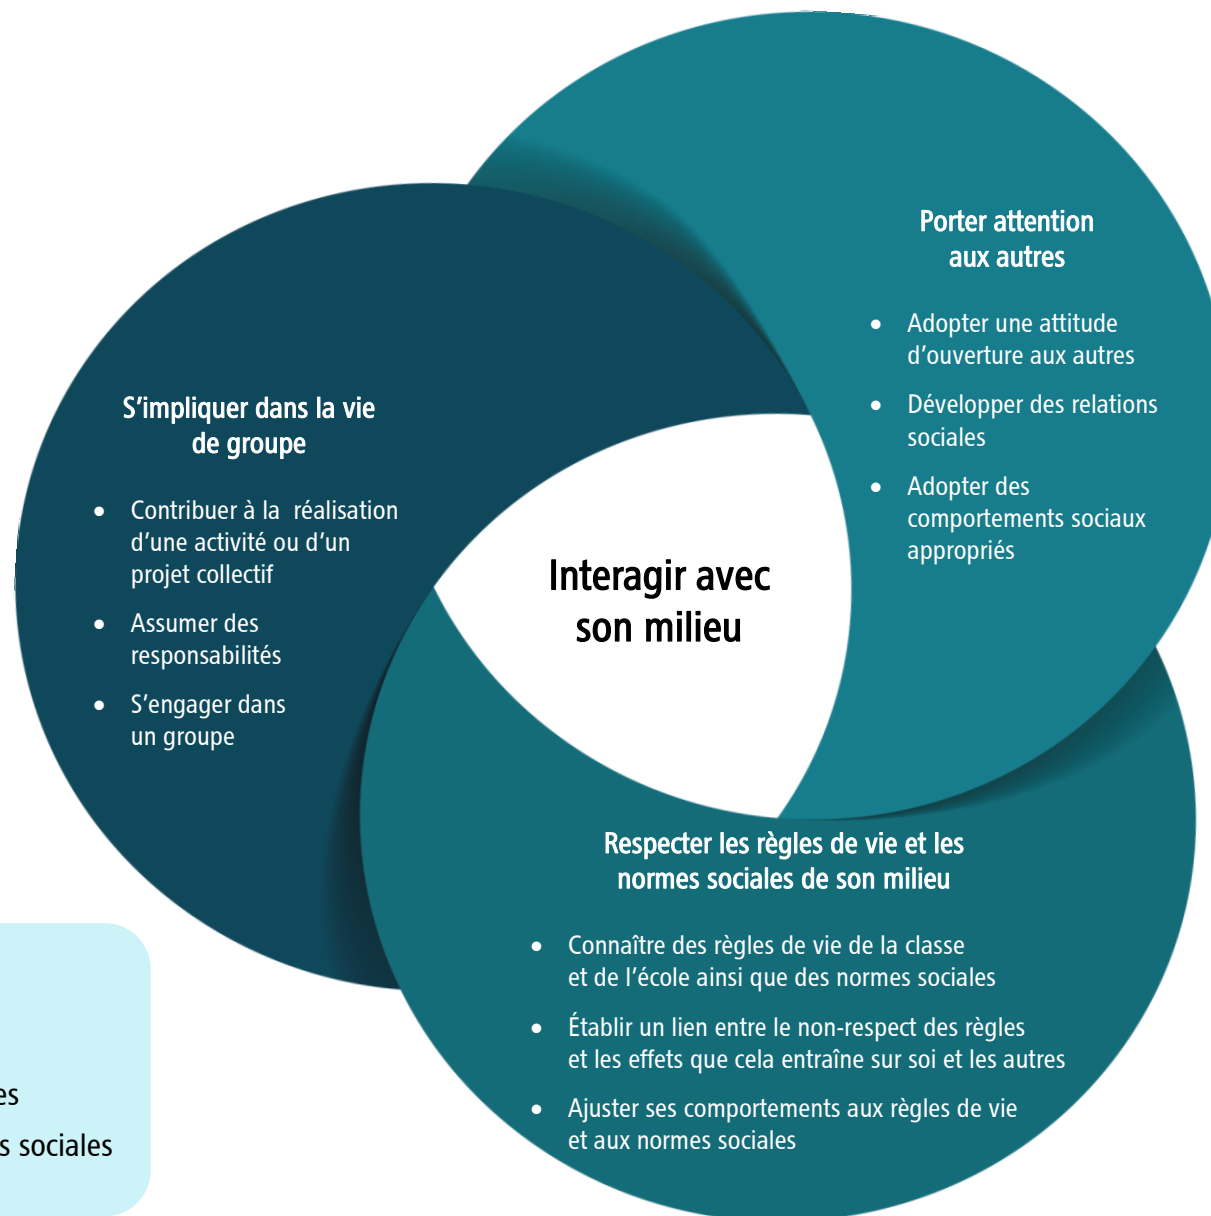 Porter attention
aux autres
• Adopter une attitude
d'ouverture aux autres
• Développer des relations
sociales
• Adopter des
comportements sociaux
appropriés
S'impliquer dans la vie
de groupe
• Contribuer à la réalisation
d'une activité ou d'un
projet collectif
• Assumer des
responsabilités
• S'engager dans
un groupe
Interagir avec
son milieu
Respecter les règles de vie et les
normes sociales de son milieu
• Connaître des règles de vie de la classe
et de l'école ainsi que des normes sociales
• Établir un lien entre le non-respect des règles
et les effets que cela entraîne sur soi et les autres
• Ajuster ses comportements aux règles de vie
et aux normes sociales
es
s sociales